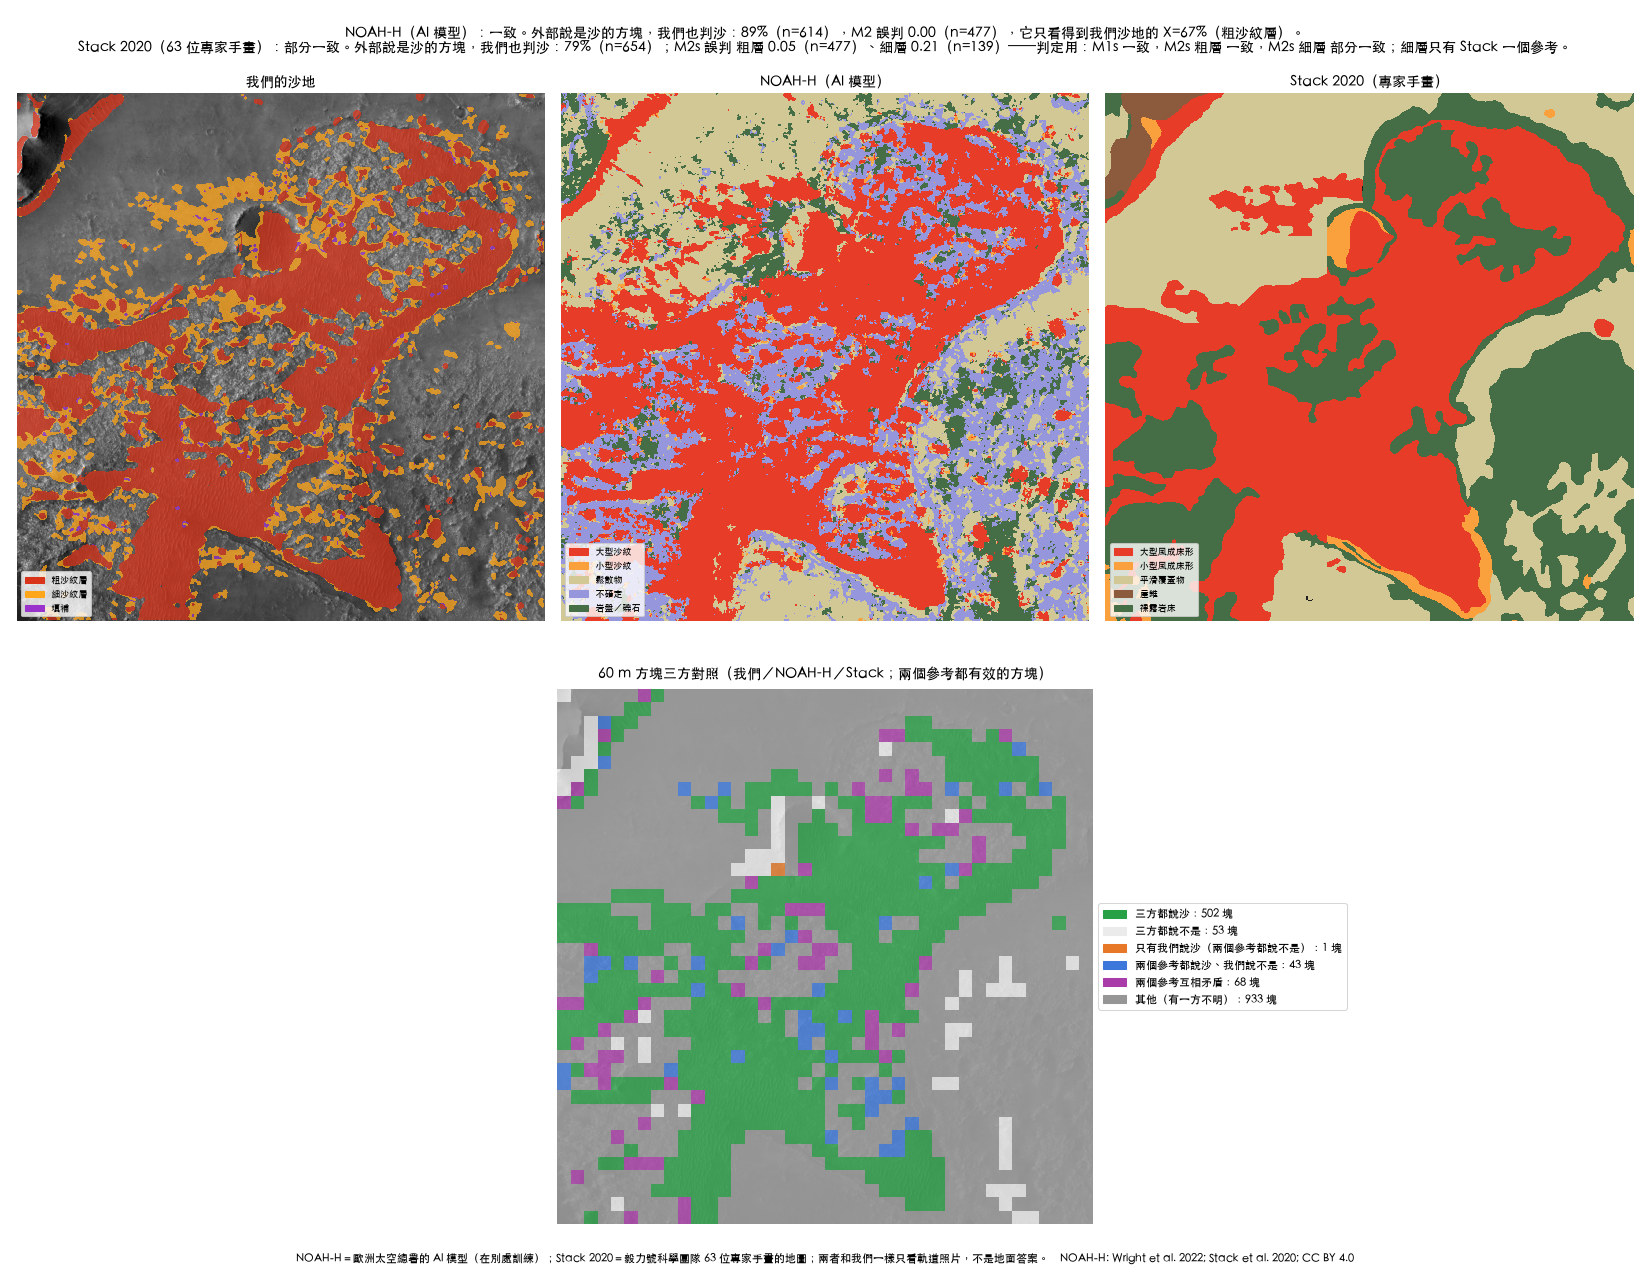 NOAH-H（AI 模型）：一致。外部說是沙的方塊，我們也判沙：89%（n=614），M2 誤判 0.00（n=477），它只看得到我們沙地的 X=67%（粗沙紋層）。
Stack 2020（63 位專家手畫）：部分一致。外部說是沙的方塊，我們也判沙：79%（n=654）；M2s 誤判 粗層 0.05（n=477）、細層 0.21（n=139）——判定用：M1s 一致，M2s 粗層 一致，M2s 細層 部分一致；細層只有 Stack 一個參考。
我們的沙地
NOAH-H（AI 模型）
Stack 2020（專家手畫）
粗沙紋層
細沙紋層
填補
大型沙紋
小型沙紋
鬆散物
不確定
岩盤／礫石
大型風成床形
小型風成床形
平滑覆蓋物
崖錐
裸露岩床
60 m 方塊三方對照（我們／NOAH-H／Stack；兩個參考都有效的方塊）
三方都說沙：502 塊
三方都說不是：53 塊
只有我們說沙（兩個參考都說不是）：1 塊
兩個參考都說沙、我們說不是：43 塊
兩個參考互相矛盾：68 塊
其他（有一方不明）：933 塊
NOAH-H＝歐洲太空總署的 AI 模型（在別處訓練）；Stack 2020＝毅力號科學團隊 63 位專家手畫的地圖；兩者和我們一樣只看軌道照片，不是地面答案。 NOAH-H: Wright et al. 2022; Stack et al. 2020; CC BY 4.0